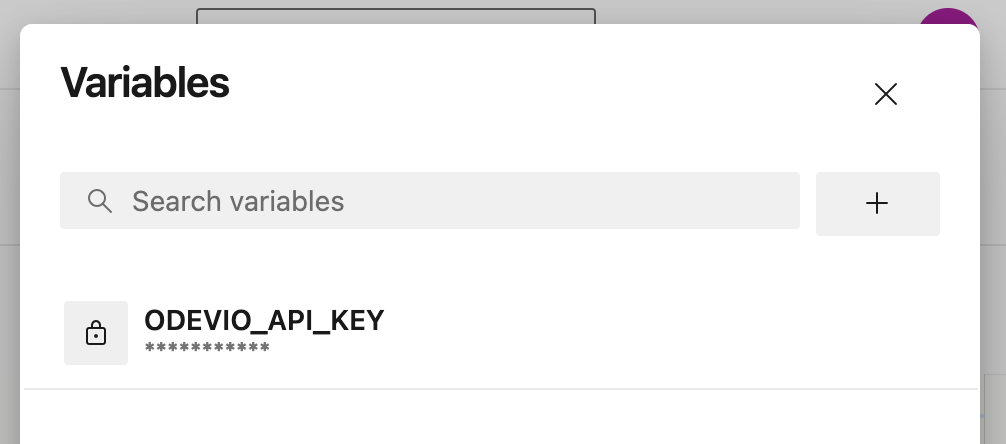 Variables
Search variables
ODEVIO_API_KEY
***********